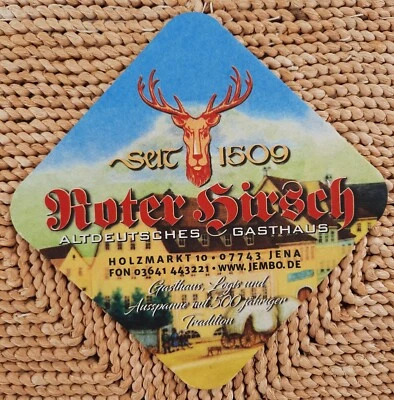 seit 1509
Roter Hirsch
ALTDEUTSCHES GASTHAUS
HOLZMARKT 10 • 07743 JENA
FON 03641 443221 • WWW.JEMBO.DE
Gasthaus, Logis und
Ausspanne mit 500 jähriger
Tradition